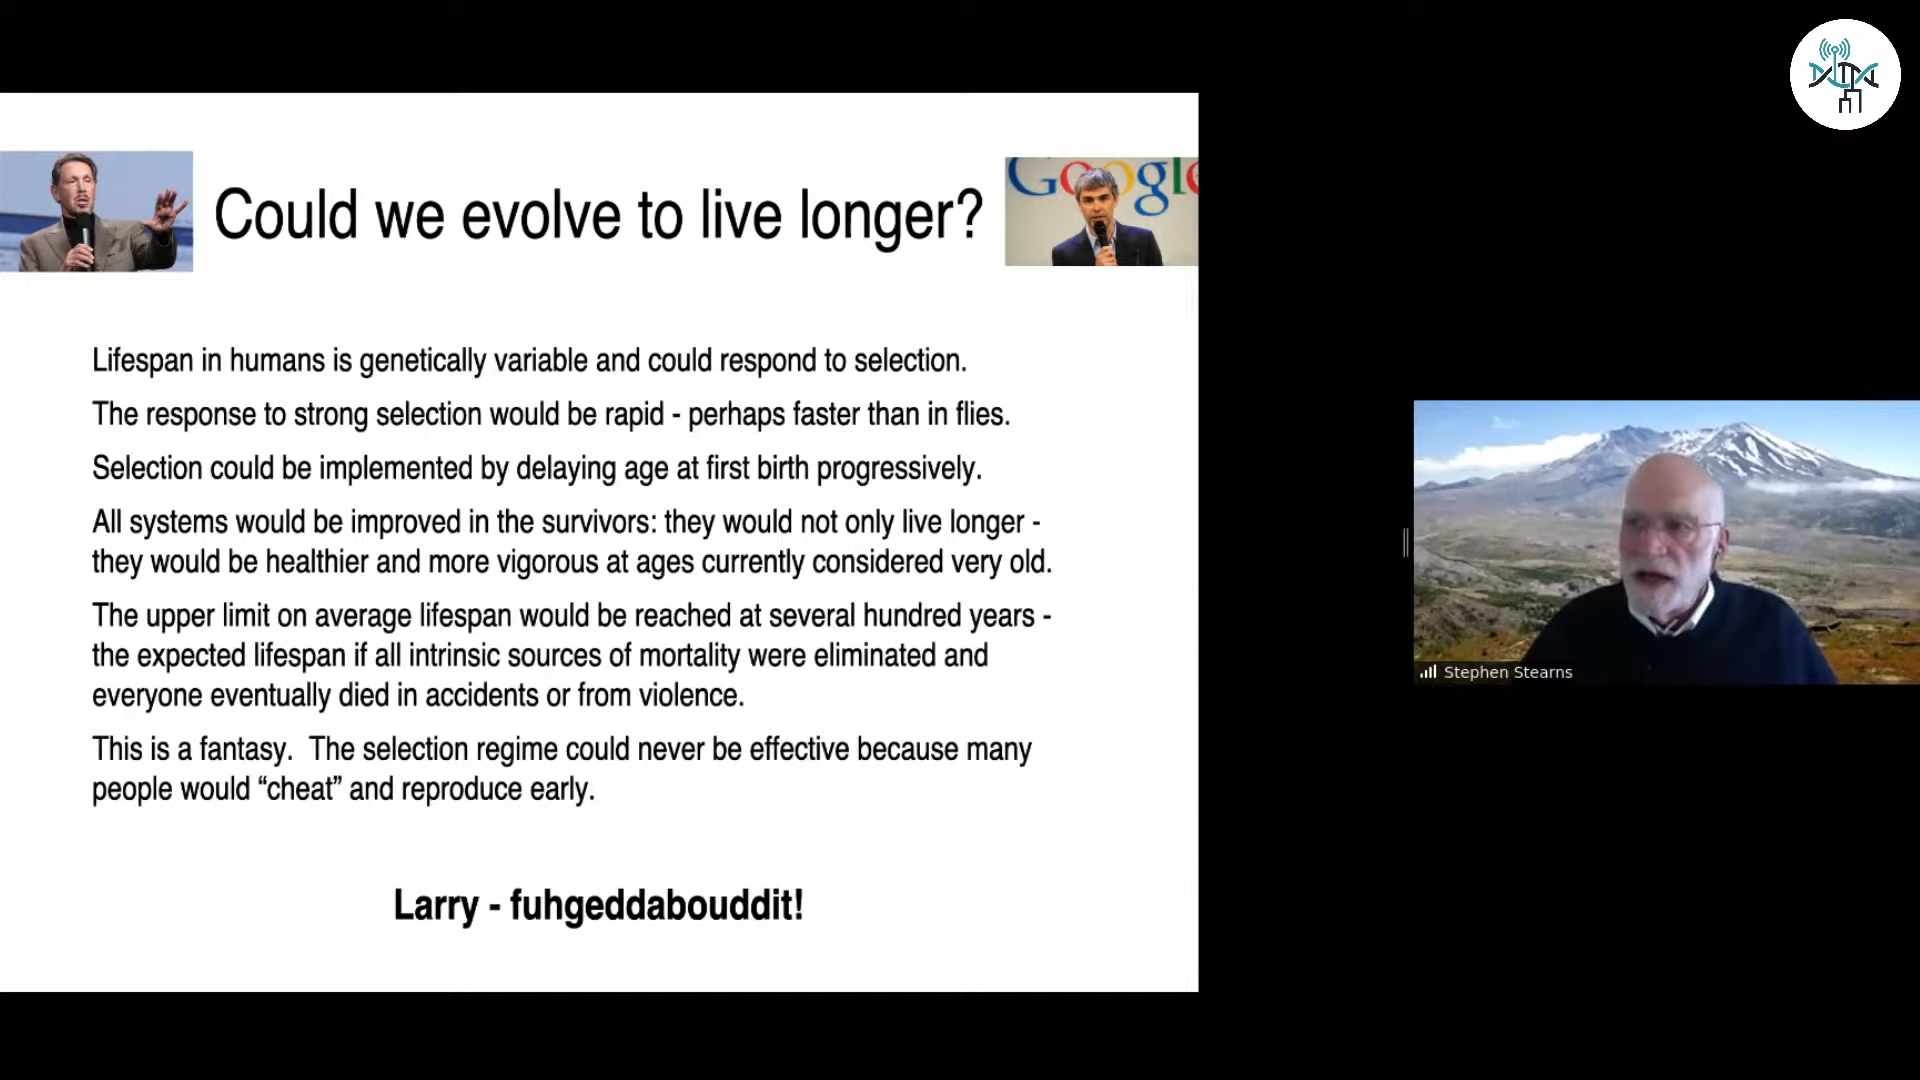 Google
Could we evolve to live longer?
Lifespan in humans is genetically variable and could respond to selection.
The response to strong selection would be rapid - perhaps faster than in flies.
Selection could be implemented by delaying age at first birth progressively.
All systems would be improved in the survivors: they would not only live longer -
they would be healthier and more vigorous at ages currently considered very old.
The upper limit on average lifespan would be reached at several hundred years -
the expected lifespan if all intrinsic sources of mortality were eliminated and
everyone eventually died in accidents or from violence.
This is a fantasy.  The selection regime could never be effective because many
people would “cheat” and reproduce early.
Larry - fuhgeddabouddit!
Stephen Stearns